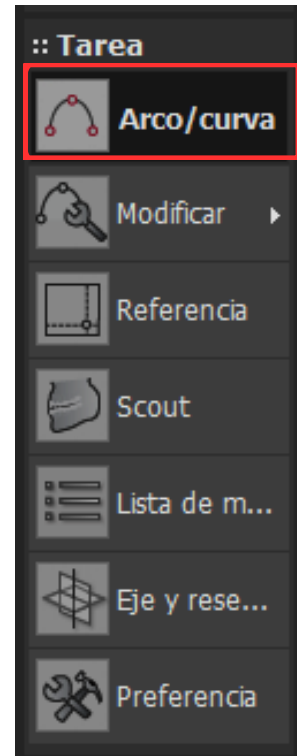 :: Tarea
Arco/curva
Modificar
Referencia
Scout
Lista de m...
Eje y rese...
Preferencia